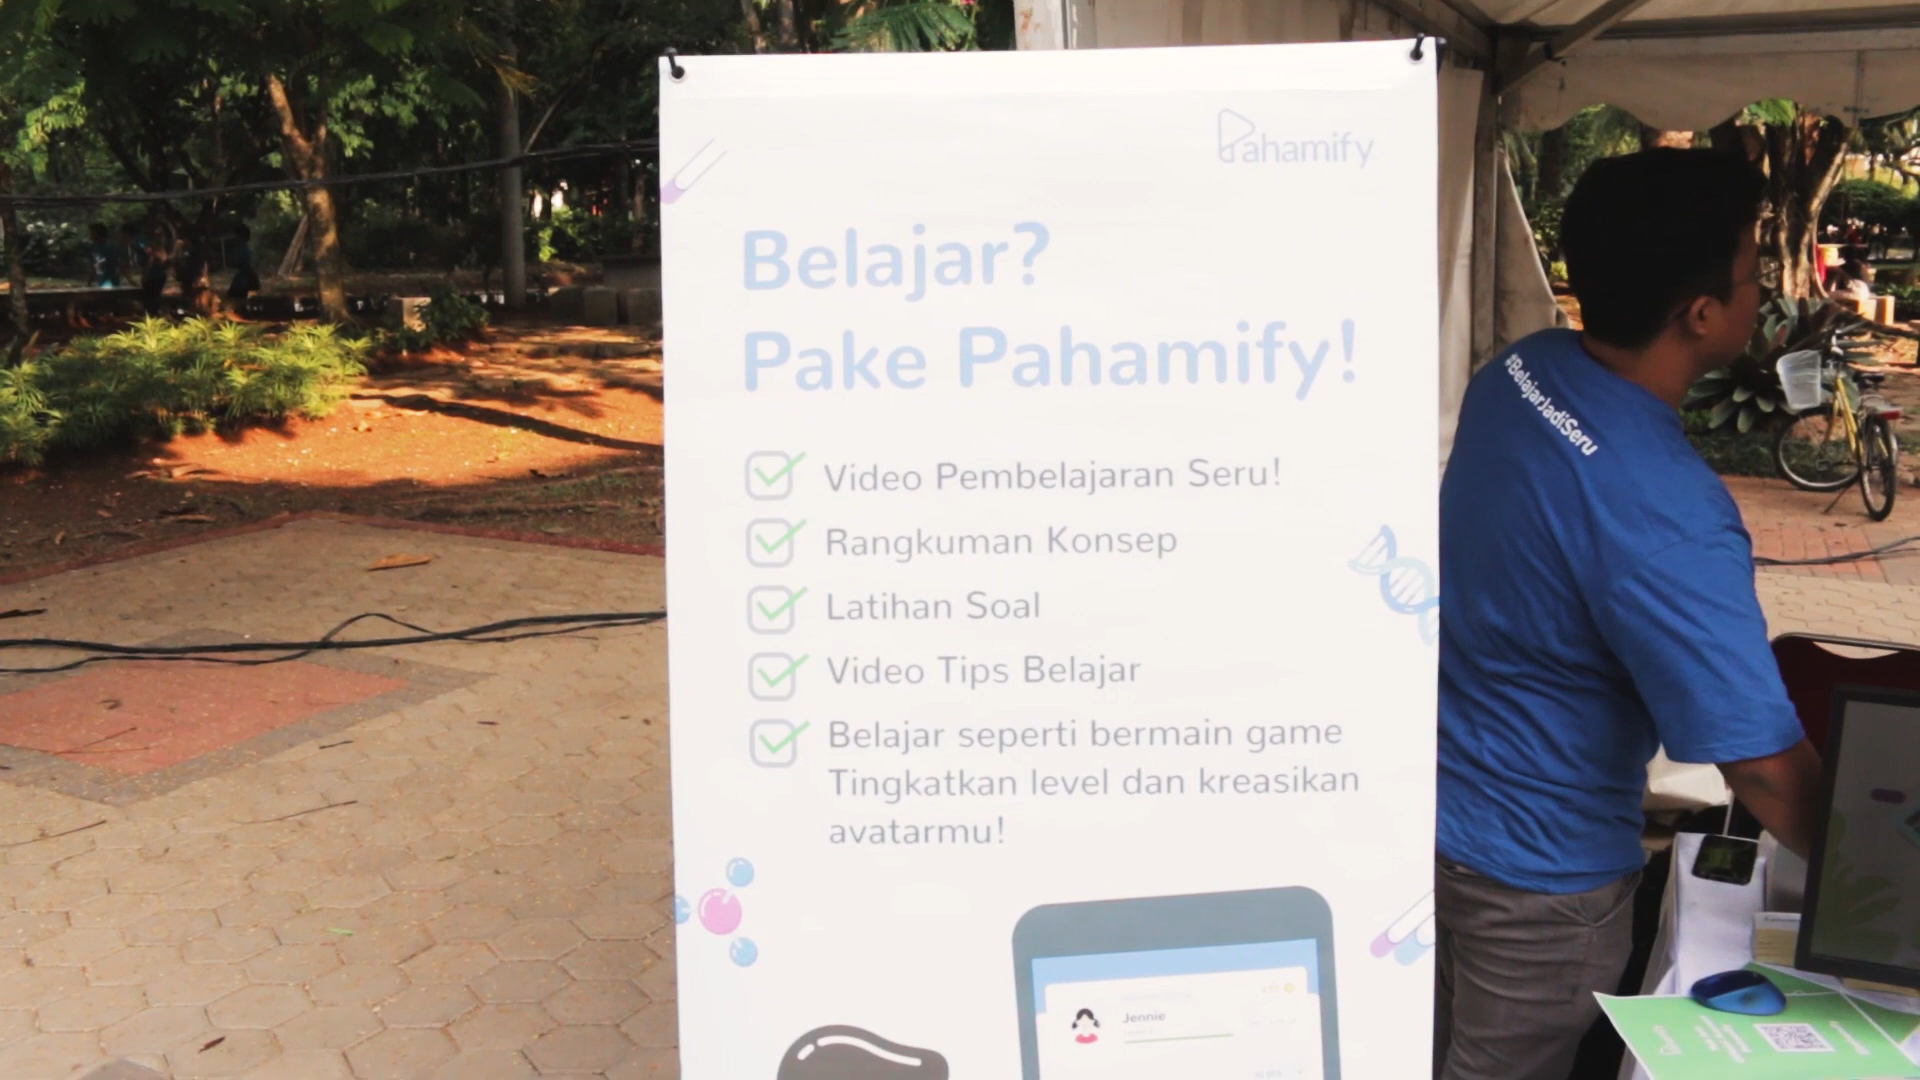 Pahamify
Belajar?
Pake Pahamify!
Video Pembelajaran Seru!
Rangkuman Konsep
Latihan Soal
Video Tips Belajar
Belajar seperti bermain game
Tingkatkan level dan kreasikan
avatarmu!
Jennie
#BelajarJadiSeru